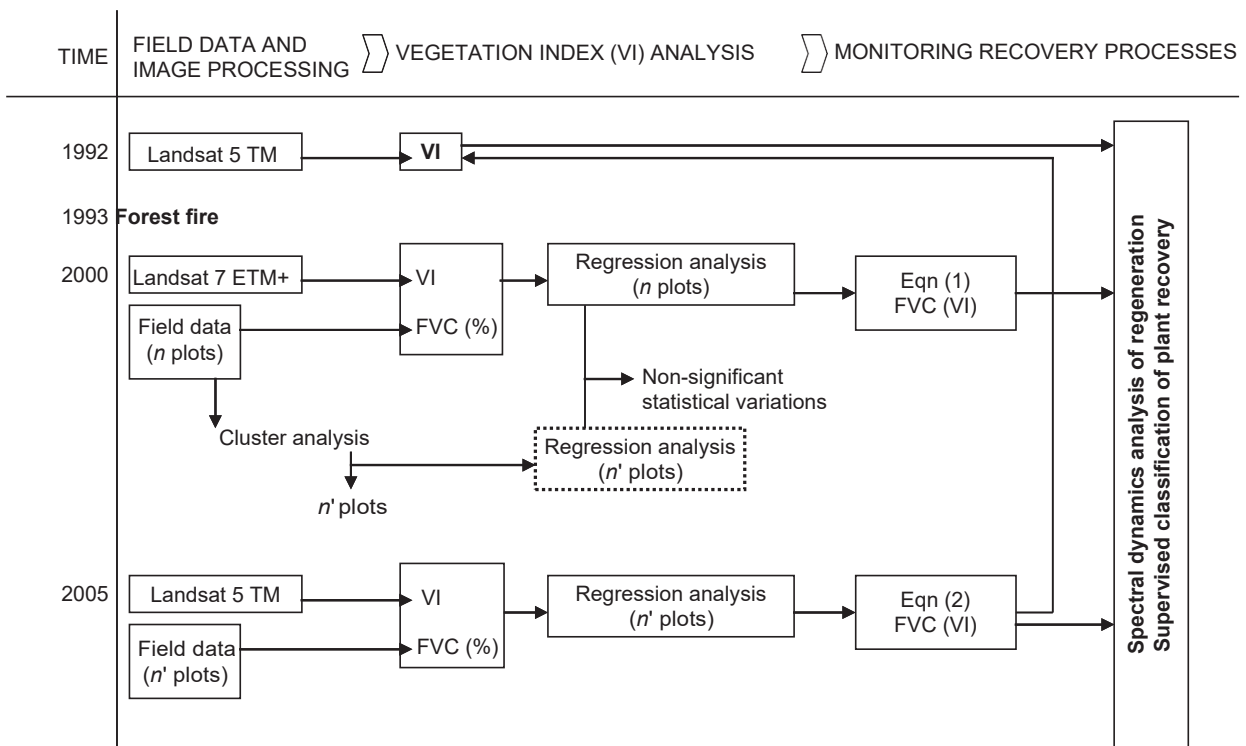 TIME
FIELD DATA AND
IMAGE PROCESSING
VEGETATION INDEX (VI) ANALYSIS
MONITORING RECOVERY PROCESSES
1992
Landsat 5 TM
VI
1993
Forest fire
2000
Landsat 7 ETM+
VI
Regression analysis
(n plots)
Eqn (1)
FVC (VI)
Field data
(n plots)
FVC (%)
Non-significant
statistical variations
Cluster analysis
Regression analysis
(n' plots)
n' plots
2005
Landsat 5 TM
VI
Regression analysis
(n' plots)
Eqn (2)
FVC (VI)
Field data
(n' plots)
FVC (%)
Spectral dynamics analysis of regeneration
Supervised classification of plant recovery